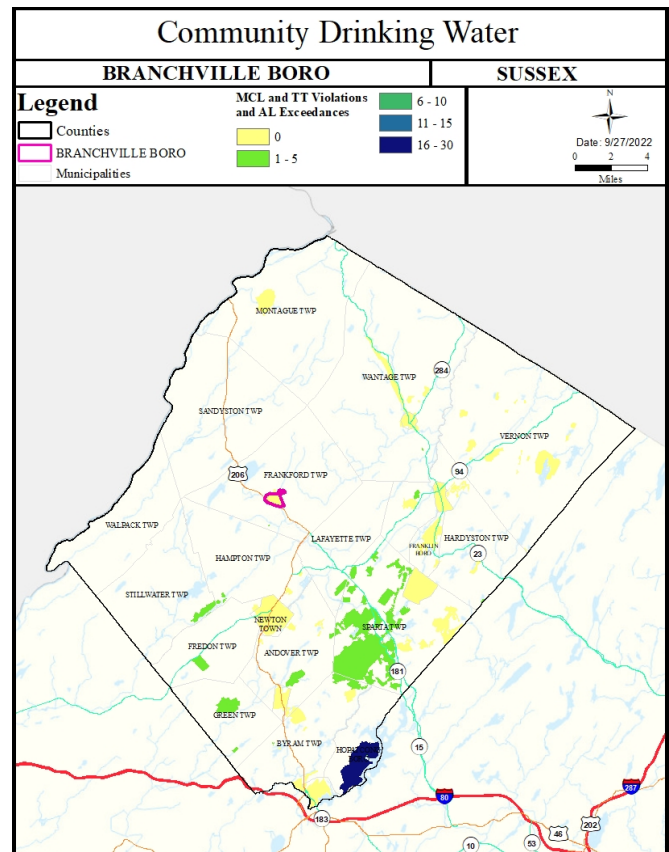 Community Drinking Water
BRANCHVILLE BORO
SUSSEX
Legend
Counties
BRANCHVILLE BORO
Municipalities
MCL and TT Violations
and AL Exceedances
0
1 - 5
6 - 10
11 - 15
16 - 30
N
Date: 9/27/2022
0 2 4
Miles
MONTAGUE TWP
WANTAGE TWP
284
SANDYSTON TWP
VERNON TWP
206
FRANKFORD TWP
94
WALPACK TWP
LAFAYETTE TWP
HARDYSTON TWP
FRANKLIN
BORO
23
HAMPTON TWP
STILLWATER TWP
NEWTON
TOWN
SPARTA TWP
FREDON TWP
ANDOVER TWP
181
GREEN TWP
BYRAM TWP
15
80
287
183
202
46
10
53